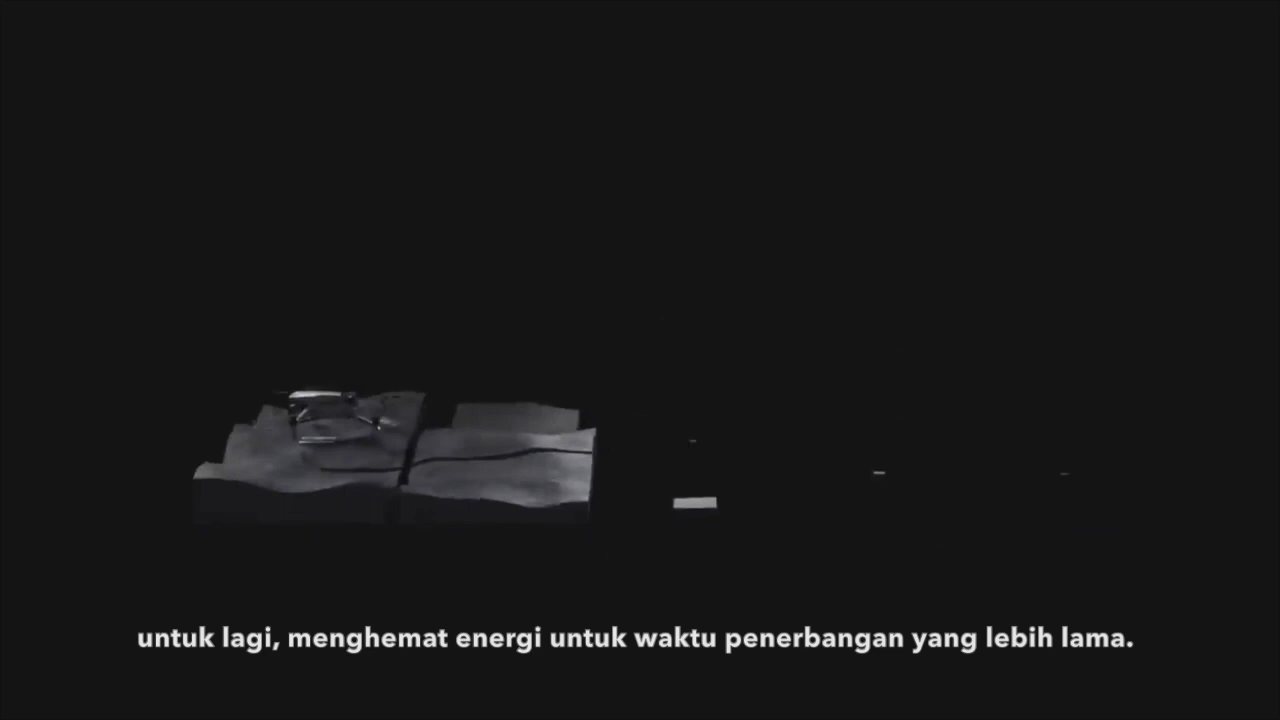 untuk lagi, menghemat energi untuk waktu penerbangan yang lebih lama.